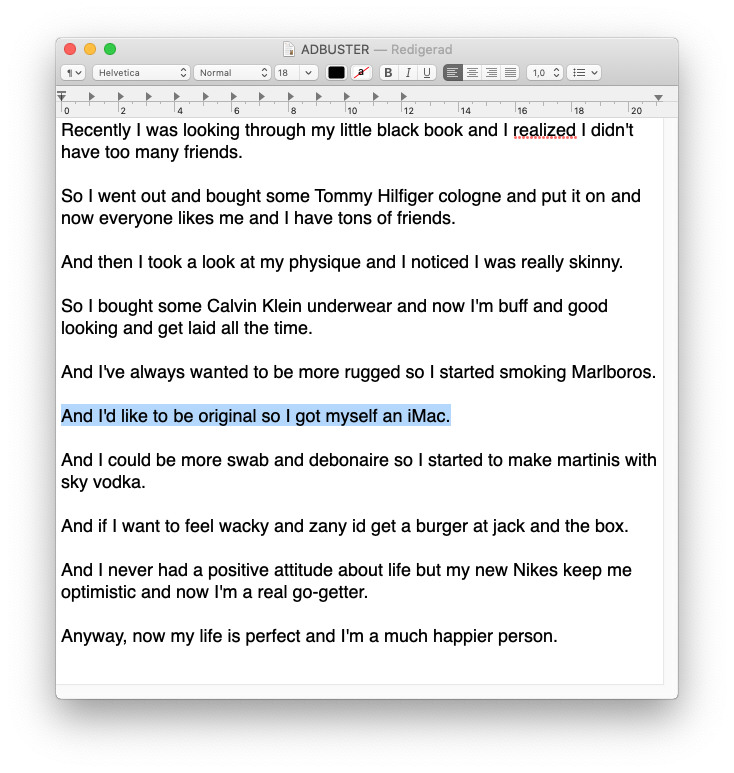 ADBUSTER — Redigerad
¶ Helvetica Normal 18 a B I U 1,0
0 2 4 6 8 10 12 14 16 18 20
Recently I was looking through my little black book and I realized I didn't
have too many friends.
So I went out and bought some Tommy Hilfiger cologne and put it on and
now everyone likes me and I have tons of friends.
And then I took a look at my physique and I noticed I was really skinny.
So I bought some Calvin Klein underwear and now I'm buff and good
looking and get laid all the time.
And I've always wanted to be more rugged so I started smoking Marlboros.
And I'd like to be original so I got myself an iMac.
And I could be more swab and debonaire so I started to make martinis with
sky vodka.
And if I want to feel wacky and zany id get a burger at jack and the box.
And I never had a positive attitude about life but my new Nikes keep me
optimistic and now I'm a real go-getter.
Anyway, now my life is perfect and I'm a much happier person.